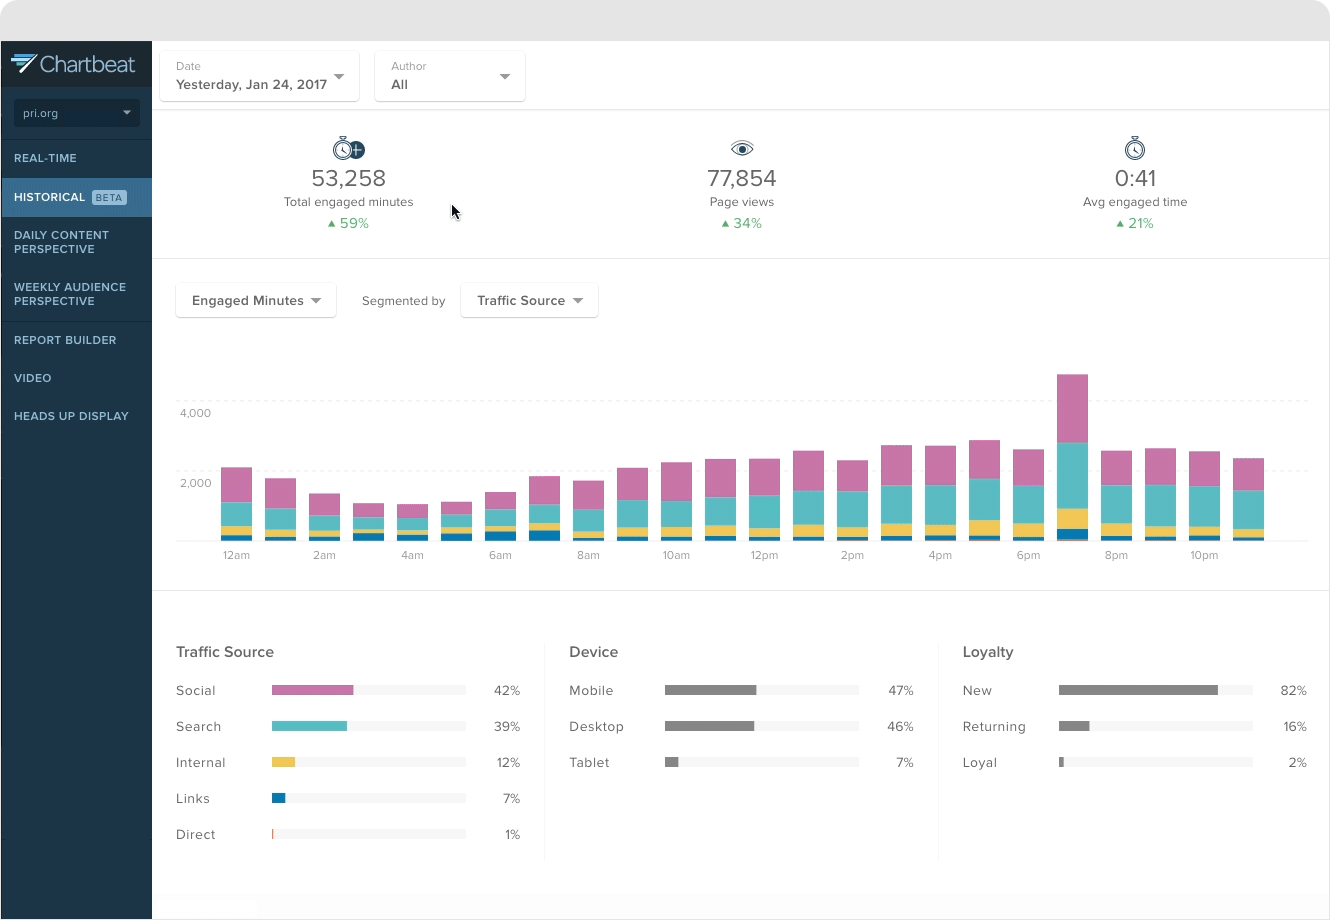 Chartbeat
pri.org
REAL-TIME
HISTORICAL BETA
DAILY CONTENT
PERSPECTIVE
WEEKLY AUDIENCE
PERSPECTIVE
REPORT BUILDER
VIDEO
HEADS UP DISPLAY
Date
Yesterday, Jan 24, 2017
Author
All
53,258
Total engaged minutes
▲ 59%
77,854
Page views
▲ 34%
0:41
Avg engaged time
▲ 21%
Engaged Minutes
Segmented by
Traffic Source
4,000
2,000
12am 2am 4am 6am 8am 10am 12pm 2pm 4pm 6pm 8pm 10pm
Traffic Source
Social 42%
Search 39%
Internal 12%
Links 7%
Direct 1%
Device
Mobile 47%
Desktop 46%
Tablet 7%
Loyalty
New 82%
Returning 16%
Loyal 2%